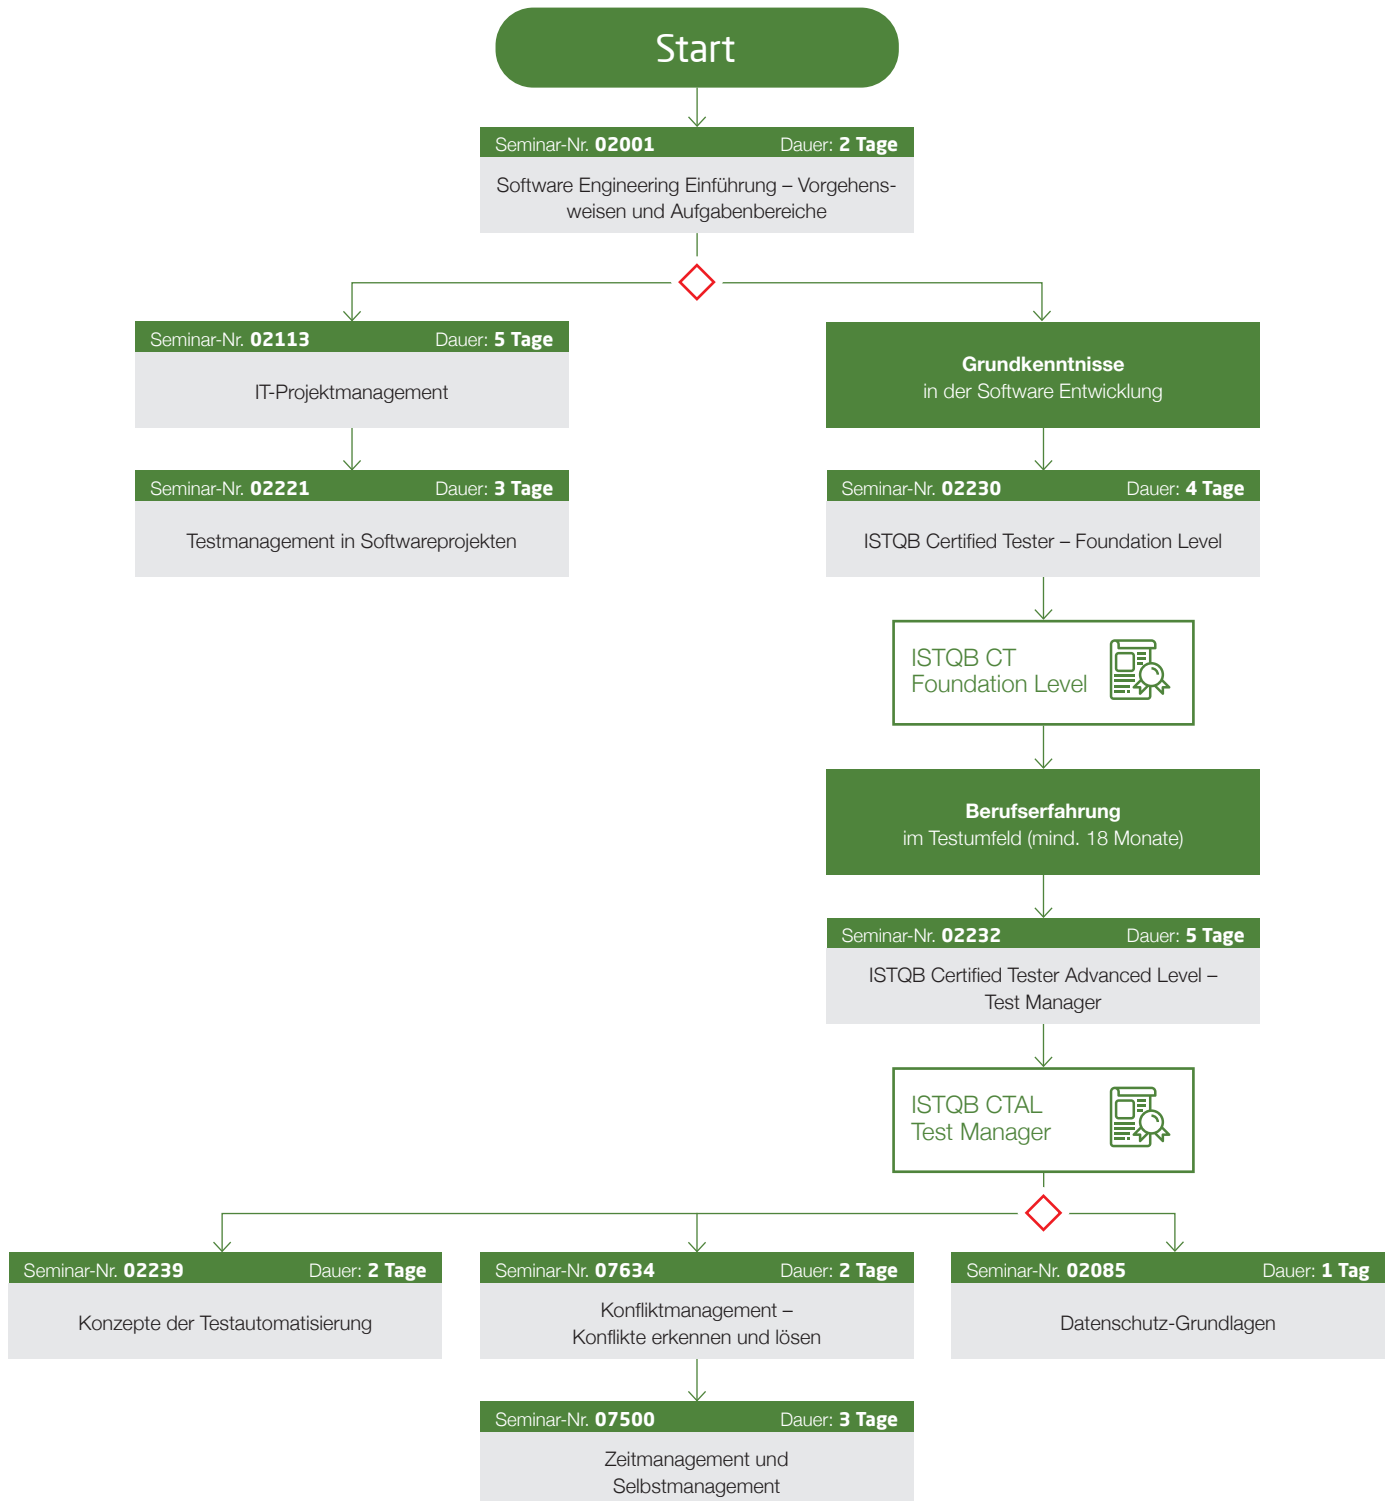 Start
Seminar-Nr. 02001 Dauer: 2 Tage
Software Engineering Einführung – Vorgehens-
weisen und Aufgabenbereiche
Seminar-Nr. 02113 Dauer: 5 Tage
IT-Projektmanagement
Grundkenntnisse
in der Software Entwicklung
Seminar-Nr. 02221 Dauer: 3 Tage
Testmanagement in Softwareprojekten
Seminar-Nr. 02230 Dauer: 4 Tage
ISTQB Certified Tester – Foundation Level
ISTQB CT
Foundation Level
Berufserfahrung
im Testumfeld (mind. 18 Monate)
Seminar-Nr. 02232 Dauer: 5 Tage
ISTQB Certified Tester Advanced Level –
Test Manager
ISTQB CTAL
Test Manager
Seminar-Nr. 02239 Dauer: 2 Tage
Konzepte der Testautomatisierung
Seminar-Nr. 07634 Dauer: 2 Tage
Konfliktmanagement –
Konflikte erkennen und lösen
Seminar-Nr. 02085 Dauer: 1 Tag
Datenschutz-Grundlagen
Seminar-Nr. 07500 Dauer: 3 Tage
Zeitmanagement und
Selbstmanagement